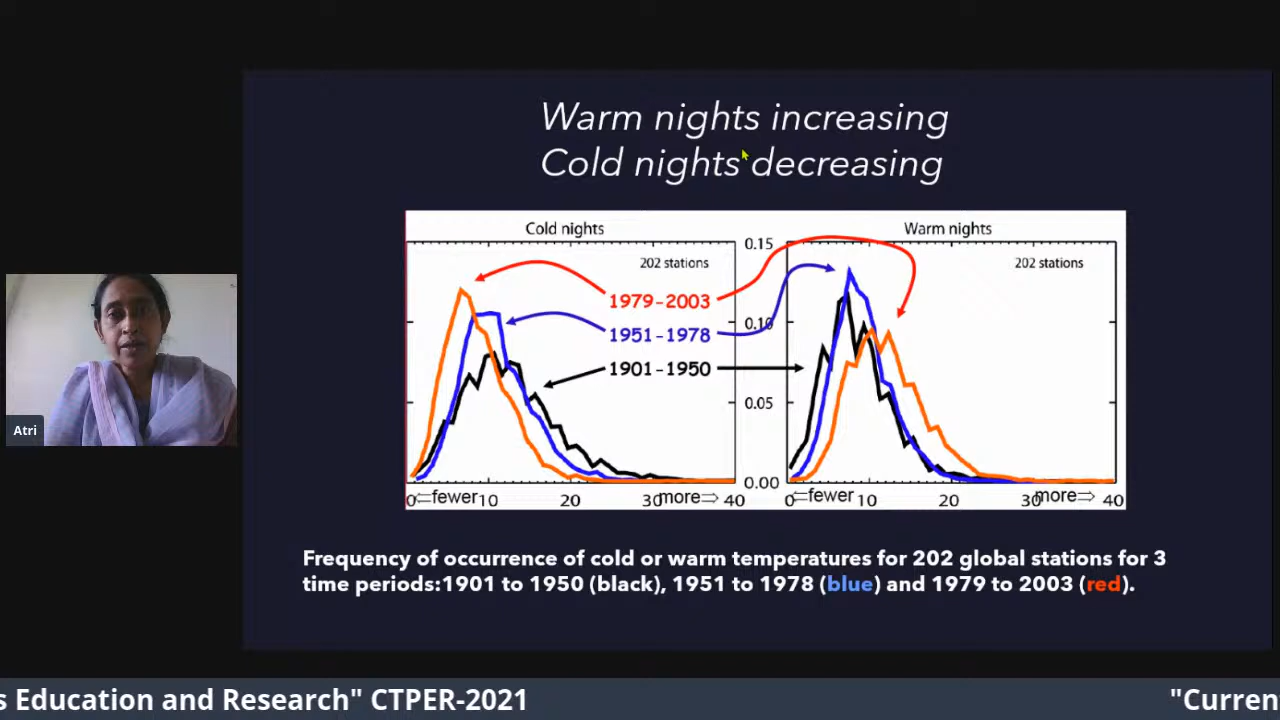 Warm nights increasing
Cold nights decreasing
Cold nights
202 stations
1979-2003
1951-1978
1901-1950
0.15
0.10
0.05
0.00
Warm nights
202 stations
0 ⇐fewer 10 20 30 more⇒ 40
0 ⇐fewer 10 20 30 more⇒ 40
Frequency of occurrence of cold or warm temperatures for 202 global stations for 3
time periods:1901 to 1950 (black), 1951 to 1978 (blue) and 1979 to 2003 (red).
Atri
s Education and Research" CTPER-2021 "Curren